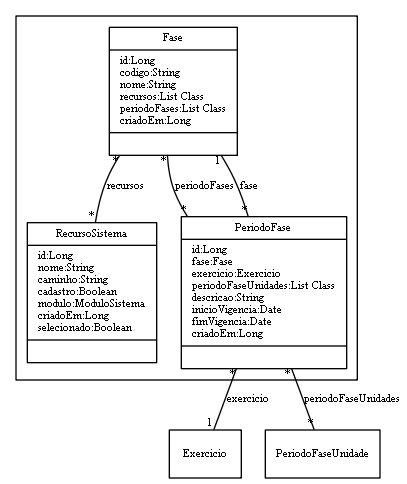 Fase
id:Long
codigo:String
nome:String
recursos:List Class
periodoFases:List Class
criadoEm:Long
* * 1
recursos periodoFases fase
* * *
RecursoSistema
id:Long
nome:String
caminho:String
cadastro:Boolean
modulo:ModuloSistema
criadoEm:Long
selecionado:Boolean
PeriodoFase
id:Long
fase:Fase
exercicio:Exercicio
periodoFaseUnidades:List Class
descricao:String
inicioVigencia:Date
fimVigencia:Date
criadoEm:Long
* *
exercicio periodoFaseUnidades
1 *
Exercicio
PeriodoFaseUnidade